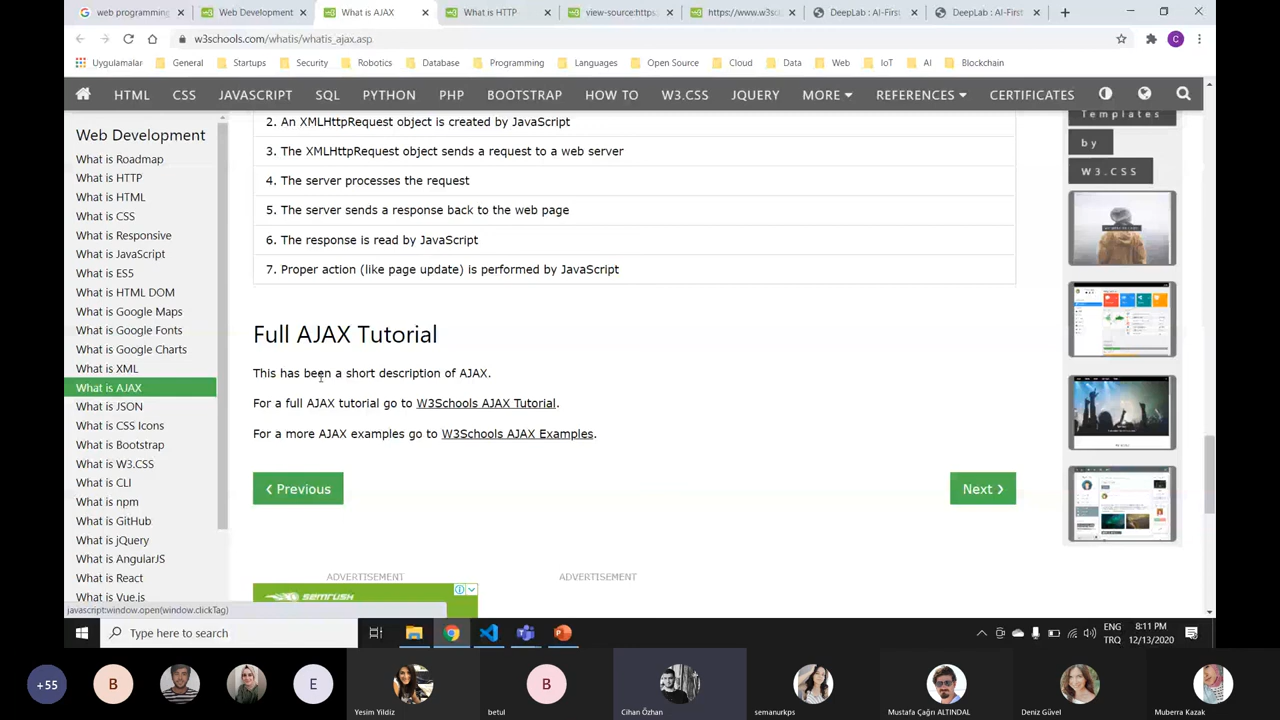 web programming
Web Development
What is AJAX
What is HTTP
view-source:https:
https://www.w3sc
DeepLab : AI-First
DeepLab : AI-First
w3schools.com/whatis/whatis_ajax.asp
C
Uygulamalar
General
Startups
Security
Robotics
Database
Programming
Languages
Open Source
Cloud
Data
Web
IoT
AI
Blockchain
HTML
CSS
JAVASCRIPT
SQL
PYTHON
PHP
BOOTSTRAP
HOW TO
W3.CSS
JQUERY
MORE
REFERENCES
CERTIFICATES
Web Development
What is Roadmap
What is HTTP
What is HTML
What is CSS
What is Responsive
What is JavaScript
What is ES5
What is HTML DOM
What is Google Maps
What is Google Fonts
What is Google Charts
What is XML
What is AJAX
What is JSON
What is CSS Icons
What is Bootstrap
What is W3.CSS
What is CLI
What is npm
What is GitHub
What is jQuery
What is AngularJS
What is React
What is Vue.js
2. An XMLHttpRequest object is created by JavaScript
3. The XMLHttpRequest object sends a request to a web server
4. The server processes the request
5. The server sends a response back to the web page
6. The response is read by JavaScript
7. Proper action (like page update) is performed by JavaScript
Full AJAX Tutorial
This has been a short description of AJAX.
For a full AJAX tutorial go to W3Schools AJAX Tutorial.
For a more AJAX examples go to W3Schools AJAX Examples.
❮ Previous
Next ❯
ADVERTISEMENT
ADVERTISEMENT
SEMRUSH
Templates
by
W3.CSS
javascript:window.open(window.clickTag)
Type here to search
ENG
TRQ
8:11 PM
12/13/2020
+55
B
E
Yesim Yildiz
B
betul
Cihan Özhan
semanurkps
Mustafa Çağrı ALTINDAL
Deniz Güvel
Muberra Kazak